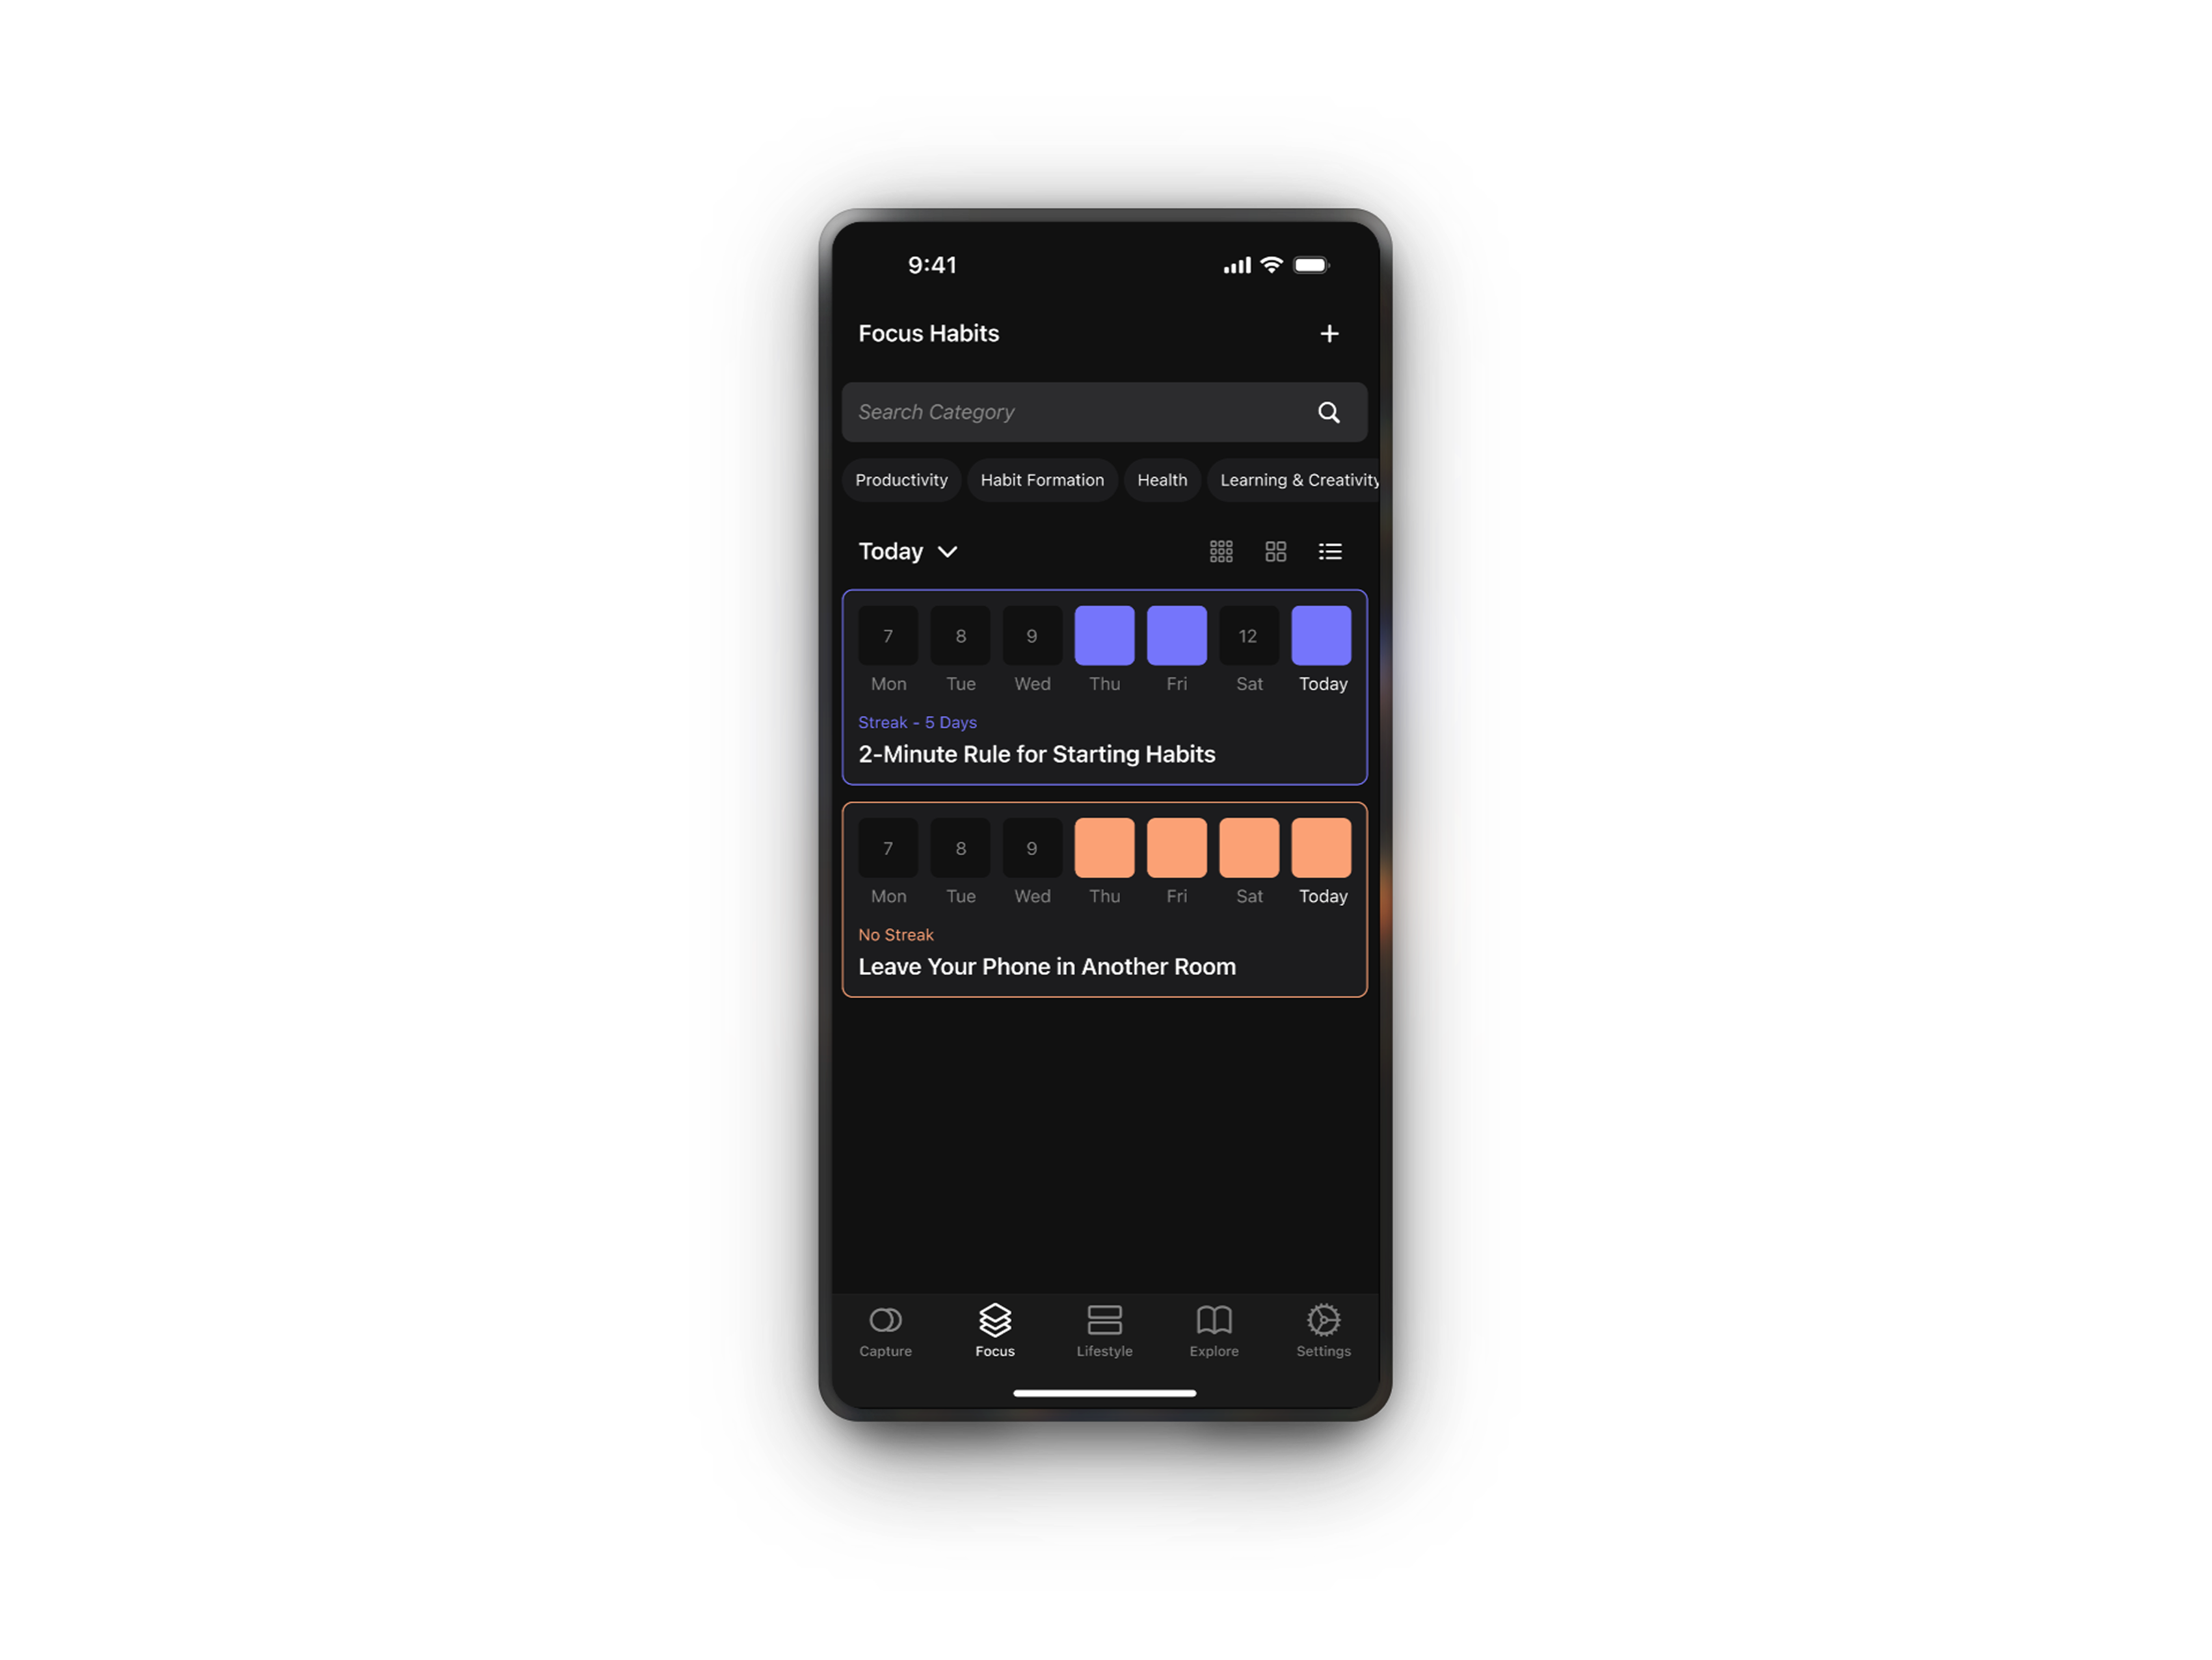 9:41
Focus Habits
Search Category
Productivity Habit Formation Health Learning & Creativity
Today
7 8 9 12
Mon Tue Wed Thu Fri Sat Today
Streak - 5 Days
2-Minute Rule for Starting Habits
7 8 9
Mon Tue Wed Thu Fri Sat Today
No Streak
Leave Your Phone in Another Room
Capture Focus Lifestyle Explore Settings